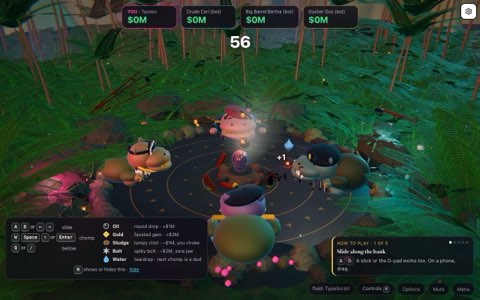 YOU · Tycoon
$0M
Crude Carl (bot)
$0M
Big Barrel Bertha (bot)
$0M
Gusher Gus (bot)
$0M
56
+1
A D or ← → slide
W Space ↑ or Enter chomp
Q or / below
Oil round drop · +$1M
Gold faceted gem · +$3M
Sludge lumpy clod · −$1M, you choke
Bolt spiky bolt · −$2M, sore jaw
Water teardrop · next chomp is a dud
R shows or hides this hide
HOW TO PLAY · 1 OF 5
Slide along the bank
A D A stick or the D-pad works too. On a phone,
drag.
TypeScript
Controls
Options
Mute
Menu